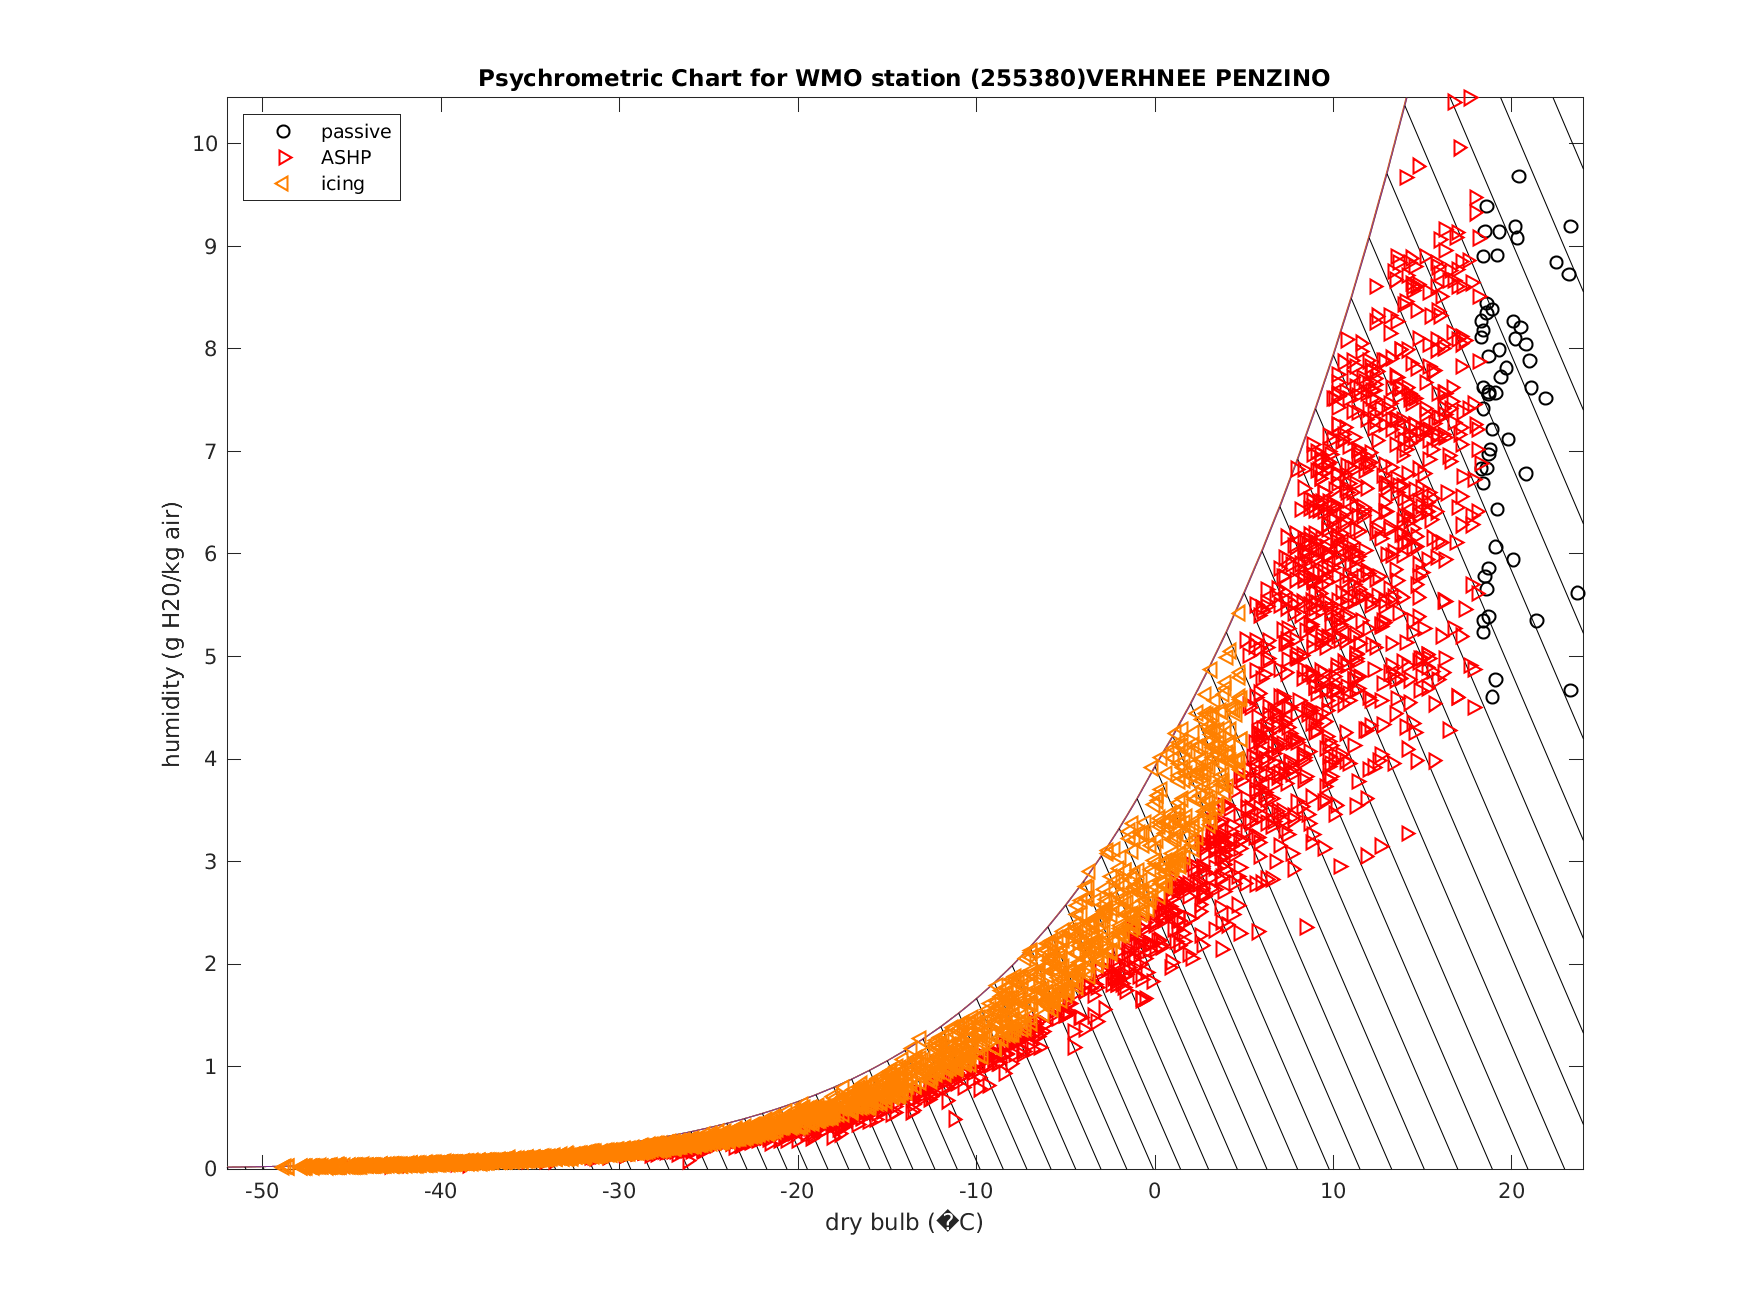 Psychrometric Chart for WMO station (255380)VERHNEE PENZINO
passive
ASHP
icing
humidity (g H20/kg air)
10
9
8
7
6
5
4
3
2
1
0
-50 -40 -30 -20 -10 0 10 20
dry bulb (�C)